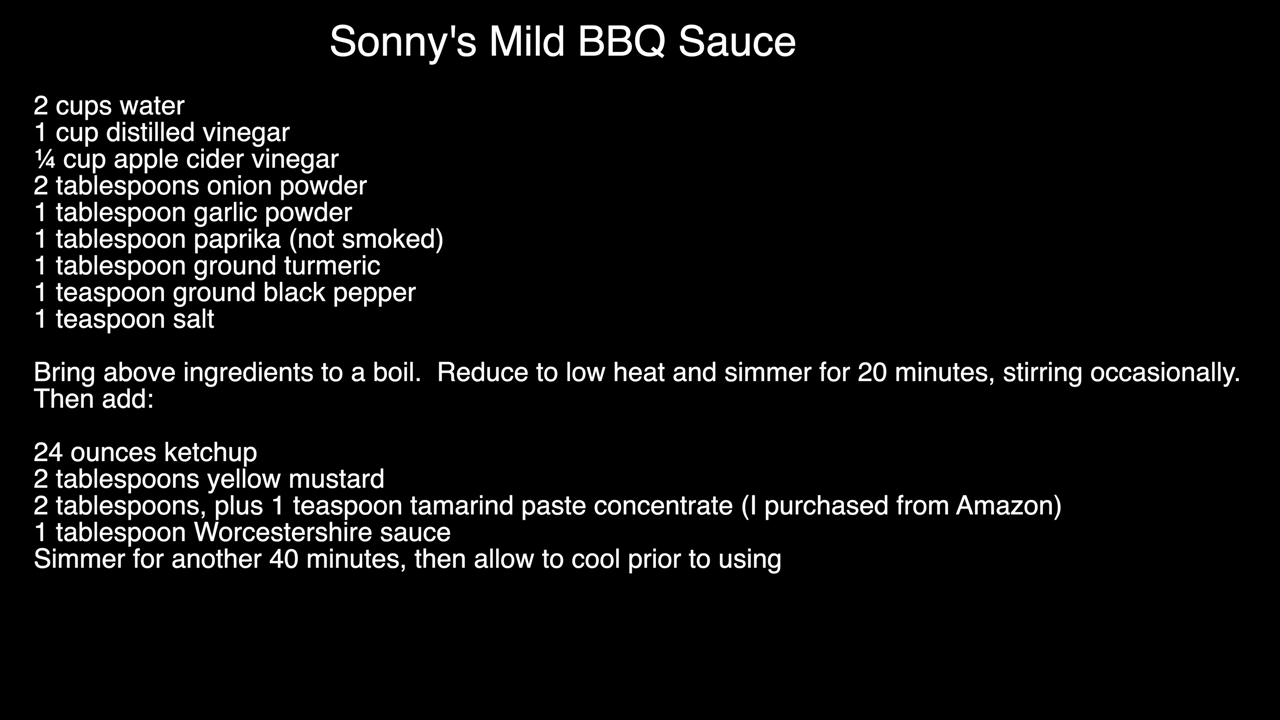 Sonny's Mild BBQ Sauce
2 cups water
1 cup distilled vinegar
¼ cup apple cider vinegar
2 tablespoons onion powder
1 tablespoon garlic powder
1 tablespoon paprika (not smoked)
1 tablespoon ground turmeric
1 teaspoon ground black pepper
1 teaspoon salt
Bring above ingredients to a boil.  Reduce to low heat and simmer for 20 minutes, stirring occasionally.
Then add:
24 ounces ketchup
2 tablespoons yellow mustard
2 tablespoons, plus 1 teaspoon tamarind paste concentrate (I purchased from Amazon)
1 tablespoon Worcestershire sauce
Simmer for another 40 minutes, then allow to cool prior to using